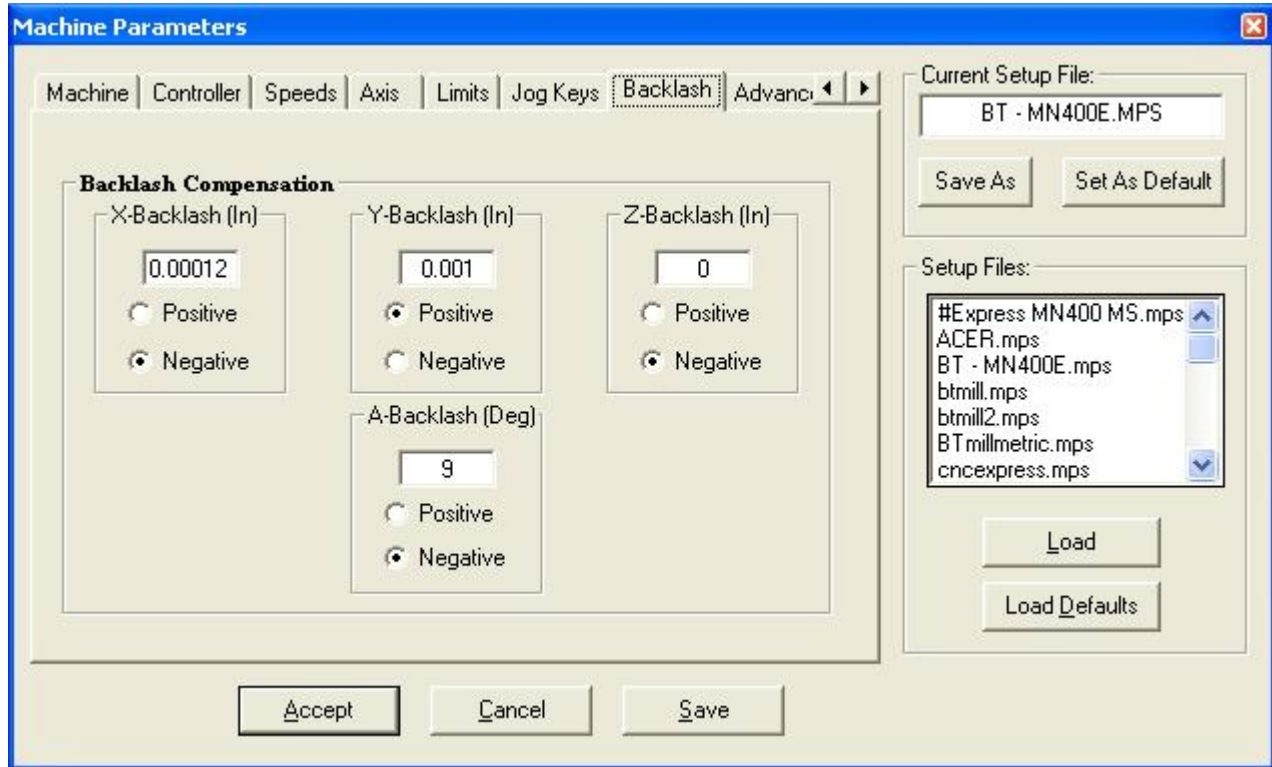 Machine Parameters
Machine Controller Speeds Axis Limits Jog Keys Backlash Advanc
Backlash Compensation
X-Backlash (In) Y-Backlash (In) Z-Backlash (In)
0.00012 0.001 0
Positive Positive Positive
Negative Negative Negative
A-Backlash (Deg)
9
Positive
Negative
Current Setup File:
BT - MN400E.MPS
Save As Set As Default
Setup Files:
#Express MN400 MS.mps
ACER.mps
BT - MN400E.mps
btmill.mps
btmill2.mps
BTmillmetric.mps
cncexpress.mps
Load
Load Defaults
Accept Cancel Save